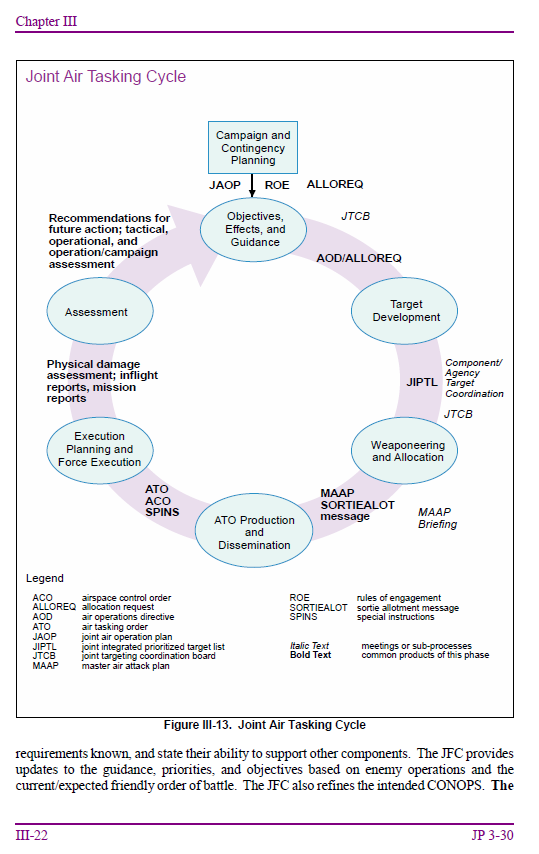 Chapter III
Joint Air Tasking Cycle
Campaign and
Contingency
Planning
JAOP ROE ALLOREQ
Objectives,
Effects, and
Guidance
JTCB
AOD/ALLOREQ
Target
Development
JIPTL
Component/
Agency
Target
Coordination
JTCB
Weaponeering
and Allocation
MAAP
SORTIEALOT
message
MAAP
Briefing
ATO Production
and
Dissemination
ATO
ACO
SPINS
Execution
Planning and
Force Execution
Physical damage
assessment; inflight
reports, mission
reports
Assessment
Recommendations for
future action; tactical,
operational, and
operation/campaign
assessment
Legend
ACO airspace control order
ALLOREQ allocation request
AOD air operations directive
ATO air tasking order
JAOP joint air operation plan
JIPTL joint integrated prioritized target list
JTCB joint targeting coordination board
MAAP master air attack plan
ROE rules of engagement
SORTIEALOT sortie allotment message
SPINS special instructions
Italic Text meetings or sub-processes
Bold Text common products of this phase
Figure III-13. Joint Air Tasking Cycle
requirements known, and state their ability to support other components. The JFC provides
updates to the guidance, priorities, and objectives based on enemy operations and the
current/expected friendly order of battle. The JFC also refines the intended CONOPS. The
III-22 JP 3-30